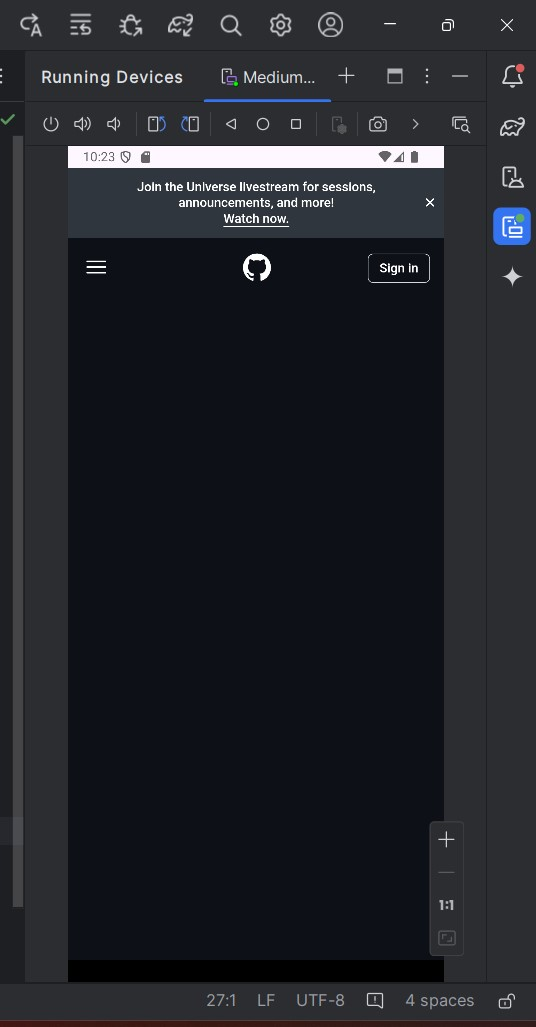 Running Devices
Medium...
10:23
Join the Universe livestream for sessions,
announcements, and more!
Watch now.
Sign in
1:1
27:1 LF UTF-8 4 spaces